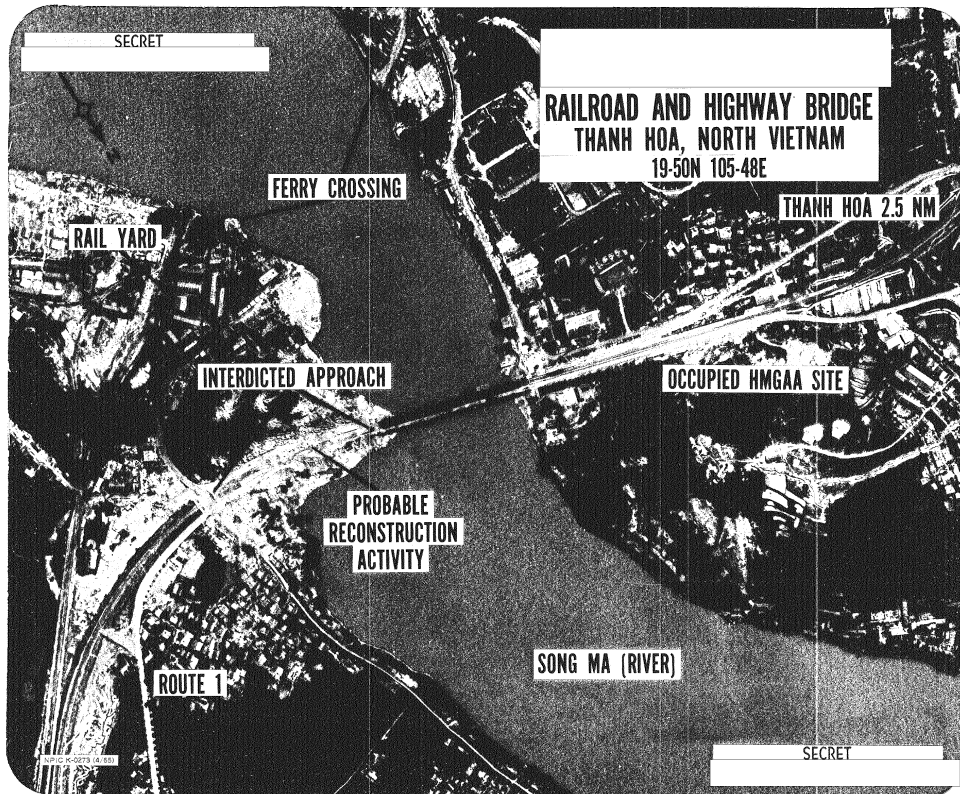 SECRET
RAILROAD AND HIGHWAY BRIDGE
THANH HOA, NORTH VIETNAM
19-50N 105-48E
FERRY CROSSING
THANH HOA 2.5 NM
RAIL YARD
INTERDICTED APPROACH
OCCUPIED HMGAA SITE
PROBABLE
RECONSTRUCTION
ACTIVITY
SONG MA (RIVER)
ROUTE 1
NPIC K-0273 (4/65)
SECRET